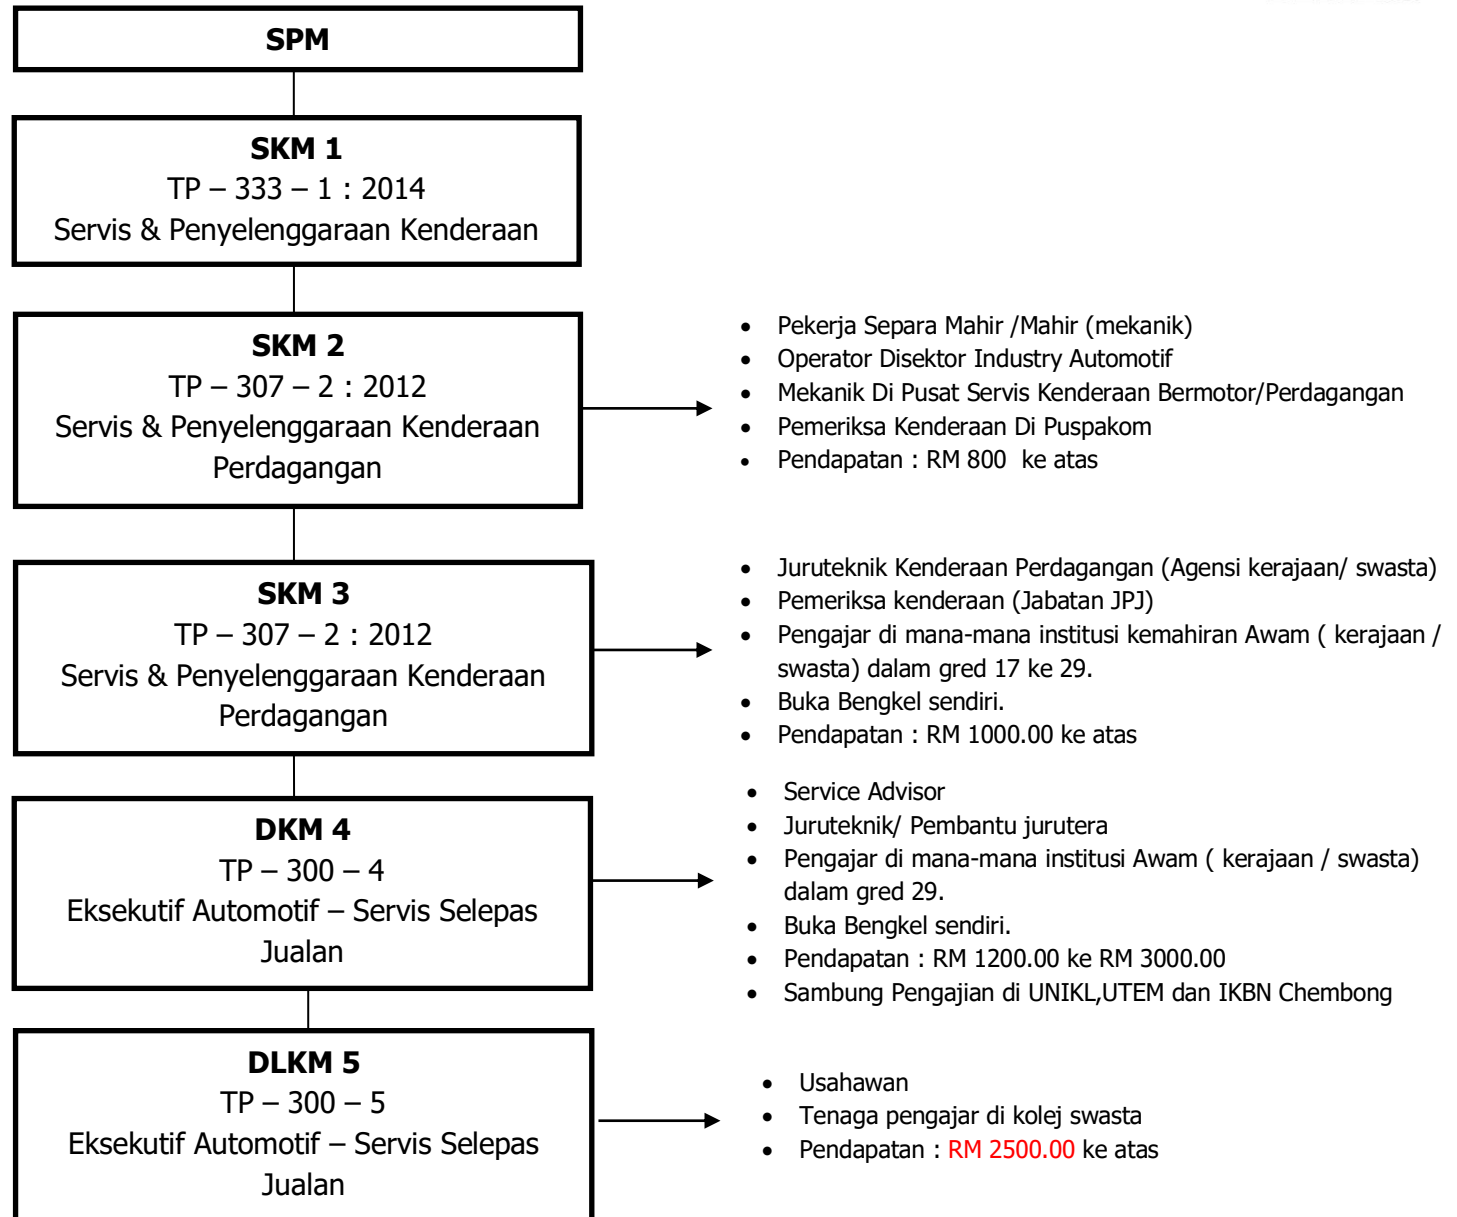 SPM
SKM 1
TP – 333 – 1 : 2014
Servis & Penyelenggaraan Kenderaan
SKM 2
TP – 307 – 2 : 2012
Servis & Penyelenggaraan Kenderaan
Perdagangan
• Pekerja Separa Mahir /Mahir (mekanik)
• Operator Disektor Industry Automotif
• Mekanik Di Pusat Servis Kenderaan Bermotor/Perdagangan
• Pemeriksa Kenderaan Di Puspakom
• Pendapatan : RM 800  ke atas
SKM 3
TP – 307 – 2 : 2012
Servis & Penyelenggaraan Kenderaan
Perdagangan
• Juruteknik Kenderaan Perdagangan (Agensi kerajaan/ swasta)
• Pemeriksa kenderaan (Jabatan JPJ)
• Pengajar di mana-mana institusi kemahiran Awam ( kerajaan /
swasta) dalam gred 17 ke 29.
• Buka Bengkel sendiri.
• Pendapatan : RM 1000.00 ke atas
DKM 4
TP – 300 – 4
Eksekutif Automotif – Servis Selepas
Jualan
• Service Advisor
• Juruteknik/ Pembantu jurutera
• Pengajar di mana-mana institusi Awam ( kerajaan / swasta)
dalam gred 29.
• Buka Bengkel sendiri.
• Pendapatan : RM 1200.00 ke RM 3000.00
• Sambung Pengajian di UNIKL,UTEM dan IKBN Chembong
DLKM 5
TP – 300 – 5
Eksekutif Automotif – Servis Selepas
Jualan
• Usahawan
• Tenaga pengajar di kolej swasta
• Pendapatan : RM 2500.00 ke atas